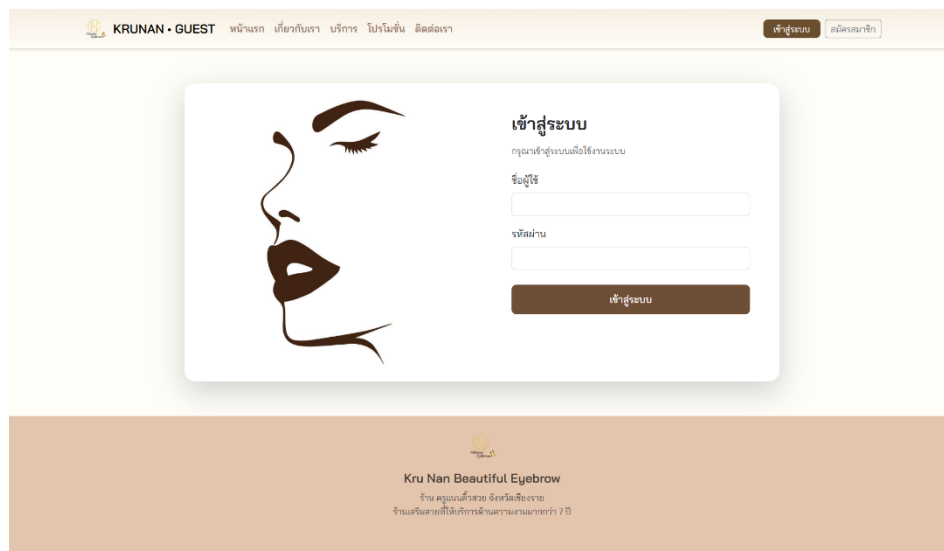 KRUNAN • GUEST หน้าแรก เกี่ยวกับเรา บริการ โปรโมชั่น ติดต่อเรา เข้าสู่ระบบ สมัครสมาชิก
เข้าสู่ระบบ
กรุณาเข้าสู่ระบบเพื่อใช้งานระบบ
ชื่อผู้ใช้
รหัสผ่าน
เข้าสู่ระบบ
Kru Nan Beautiful Eyebrow
ร้าน ครูแนนคิ้วสวย จังหวัดเชียงราย
ร้านเสริมสวยที่ให้บริการด้านความงามมากกว่า 7 ปี